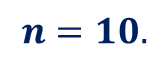 n = 10.